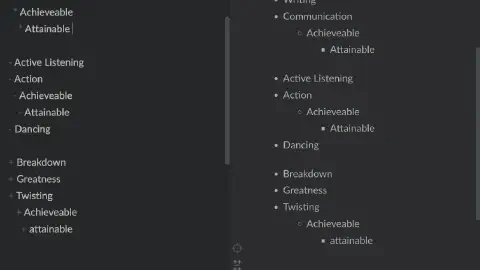 * Achieveable
* Attainable
- Active Listening
- Action
- Achieveable
- Attainable
- Dancing
+ Breakdown
+ Greatness
+ Twisting
+ Achieveable
+ attainable
Writing
• Communication
○ Achieveable
▪ Attainable
• Active Listening
• Action
○ Achieveable
▪ Attainable
• Dancing
• Breakdown
• Greatness
• Twisting
○ Achieveable
▪ attainable